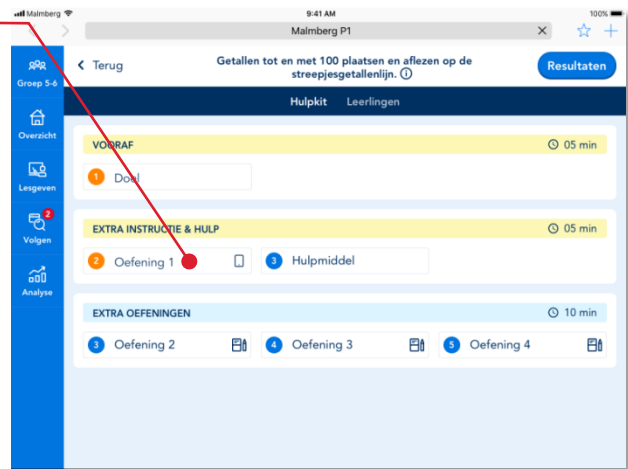 Malmberg
9:41 AM
100%
Malmberg P1
Groep 5-6
Terug
Getallen tot en met 100 plaatsen en aflezen op de
streepjesgetallenlijn.
Resultaten
Hulpkit Leerlingen
Overzicht
Lesgeven
2
Volgen
Analyse
VOORAF 05 min
1 Doel
EXTRA INSTRUCTIE & HULP 05 min
2 Oefening 1
3 Hulpmiddel
EXTRA OEFENINGEN 10 min
3 Oefening 2
4 Oefening 3
5 Oefening 4